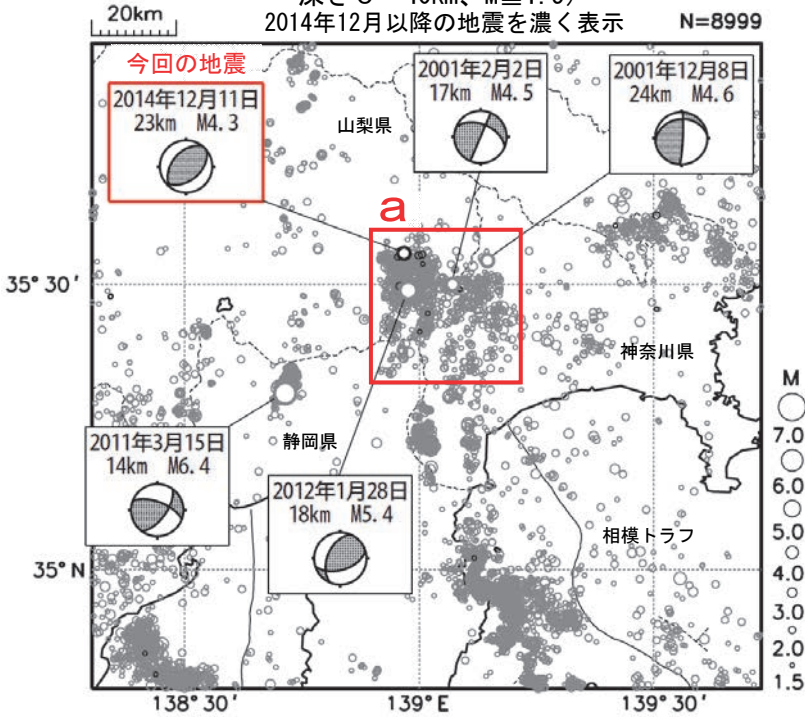 20km
2014年12月以降の地震を濃く表示
N=8999
今回の地震
2014年12月11日
23km M4.3
山梨県
2001年2月2日
17km M4.5
2001年12月8日
24km M4.6
a
35°30′
神奈川県
静岡県
2011年3月15日
14km M6.4
2012年1月28日
18km M5.4
相模トラフ
35°N
138°30′
139°E
139°30′
M
7.0
6.0
5.0
4.0
3.0
2.0
1.5